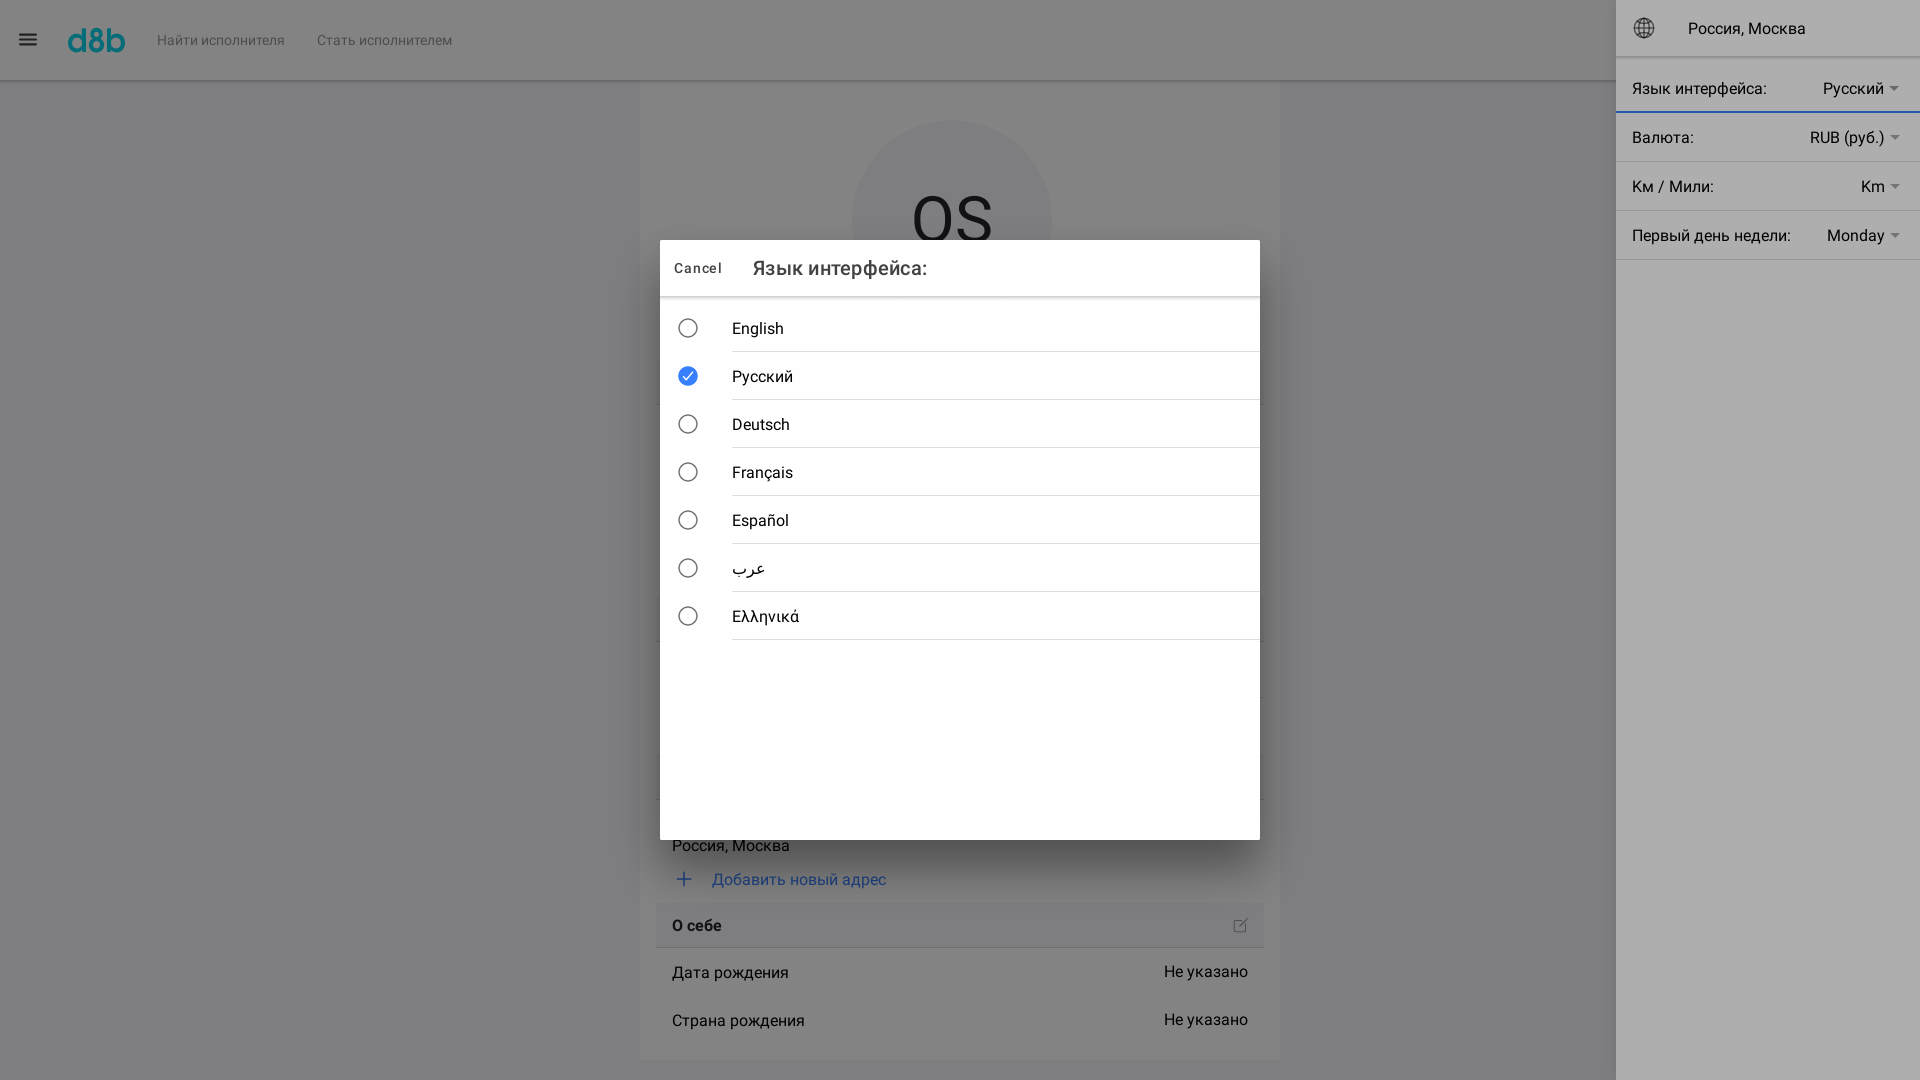 d8b
Найти исполнителя
Стать исполнителем
Россия, Москва
Язык интерфейса: Русский
Валюта: RUB (руб.)
Км / Мили: Km
Первый день недели: Monday
OS
Cancel Язык интерфейса:
English
Русский
Deutsch
Français
Español
عرب
Ελληνικά
Россия, Москва
Добавить новый адрес
О себе
Дата рождения Не указано
Страна рождения Не указано